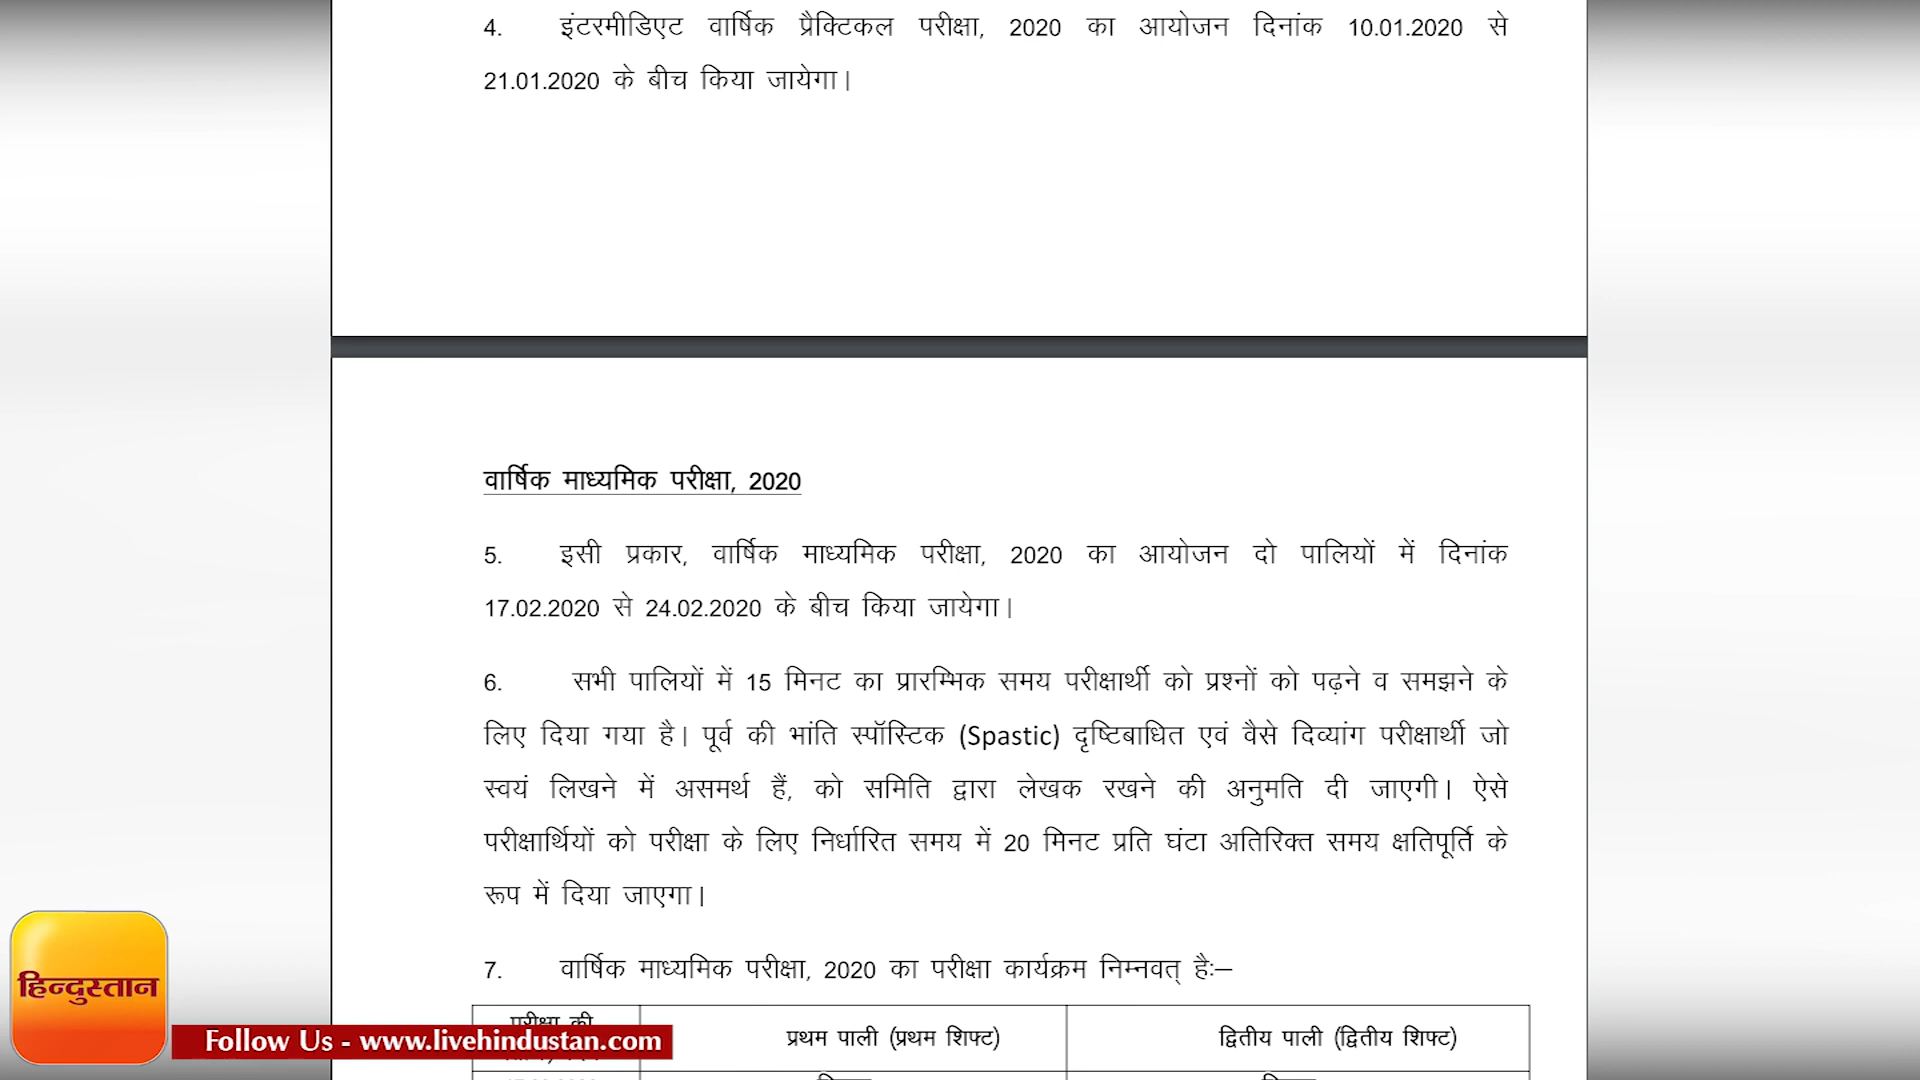 4. इंटरमीडिएट वार्षिक प्रैक्टिकल परीक्षा, 2020 का आयोजन दिनांक 10.01.2020 से
21.01.2020 के बीच किया जायेगा।
वार्षिक माध्यमिक परीक्षा, 2020
5. इसी प्रकार, वार्षिक माध्यमिक परीक्षा, 2020 का आयोजन दो पालियों में दिनांक
17.02.2020 से 24.02.2020 के बीच किया जायेगा।
6. सभी पालियों में 15 मिनट का प्रारम्भिक समय परीक्षार्थी को प्रश्नों को पढ़ने व समझने के
लिए दिया गया है। पूर्व की भांति स्पॉस्टिक (Spastic) दृष्टिबाधित एवं वैसे दिव्यांग परीक्षार्थी जो
स्वयं लिखने में असमर्थ हैं, को समिति द्वारा लेखक रखने की अनुमति दी जाएगी। ऐसे
परीक्षार्थियों को परीक्षा के लिए निर्धारित समय में 20 मिनट प्रति घंटा अतिरिक्त समय क्षतिपूर्ति के
रूप में दिया जाएगा।
7. वार्षिक माध्यमिक परीक्षा, 2020 का परीक्षा कार्यक्रम निम्नवत् है:–
परीक्षा की
प्रथम पाली (प्रथम शिफ्ट)
द्वितीय पाली (द्वितीय शिफ्ट)
हिन्दुस्तान
Follow Us - www.livehindustan.com